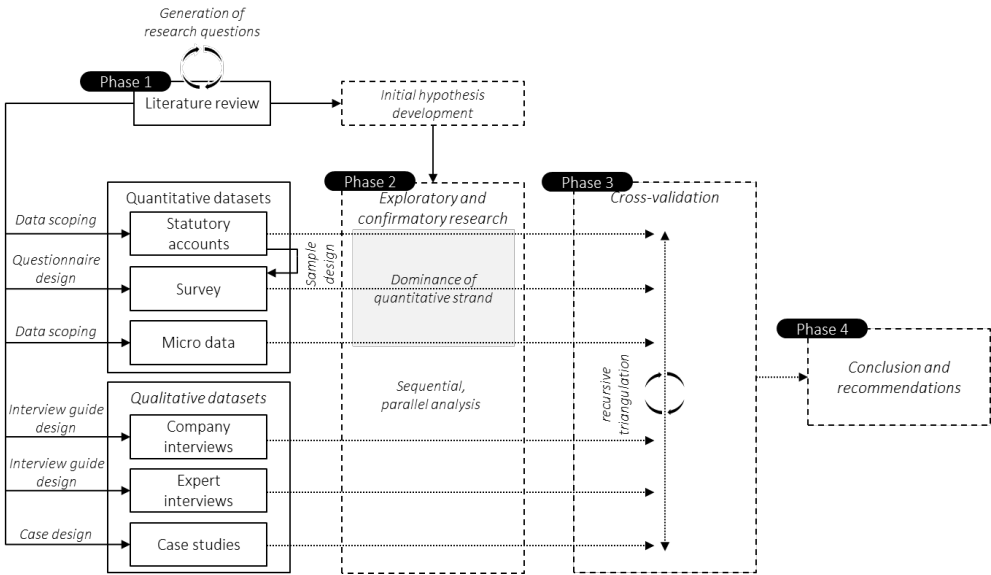 Generation of
research questions
Phase 1
Literature review
Initial hypothesis
development
Quantitative datasets
Data scoping
Statutory
accounts
Sample
design
Questionnaire
design
Survey
Data scoping
Micro data
Qualitative datasets
Interview guide
design
Company
interviews
Interview guide
design
Expert
interviews
Case design
Case studies
Phase 2
Exploratory and
confirmatory research
Dominance of
quantitative strand
Sequential,
parallel analysis
Phase 3
Cross-validation
recursive
triangulation
Phase 4
Conclusion and
recommendations